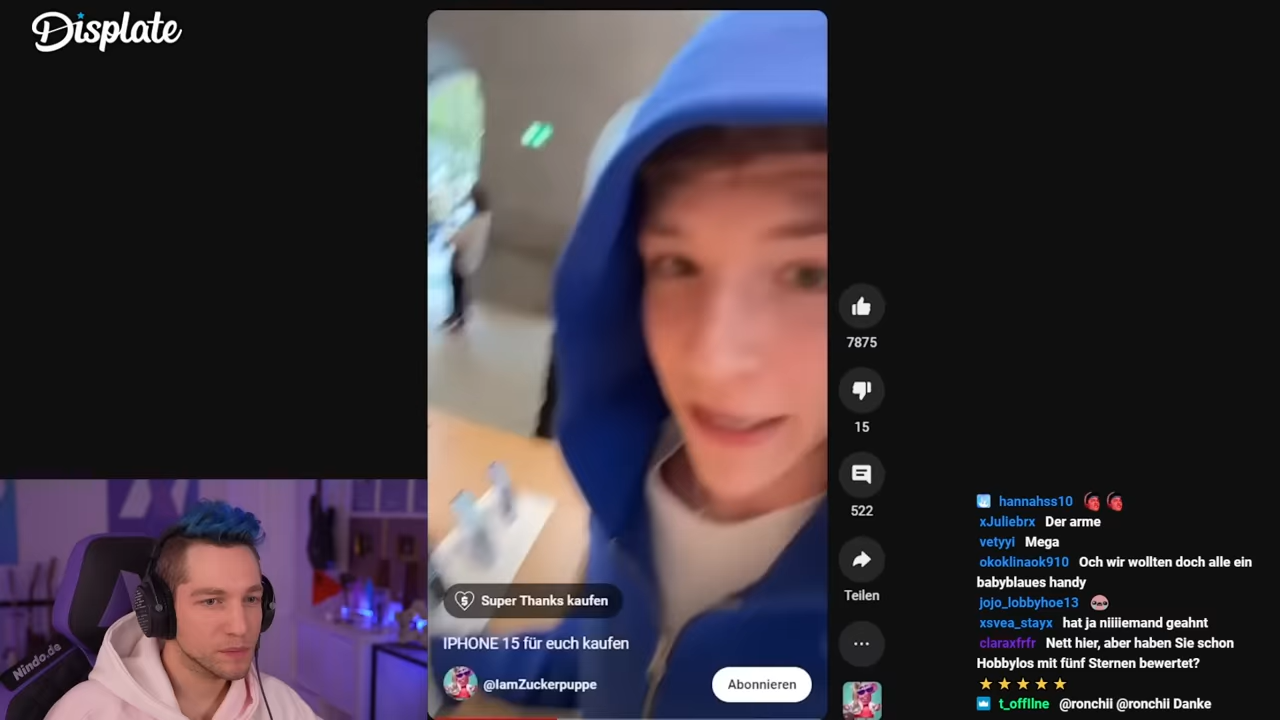 Displate
7875
15
522
Teilen
Super Thanks kaufen
IPHONE 15 für euch kaufen
@IamZuckerpuppe
Abonnieren
Nindo.de
hannahss10
xJuliebrx Der arme
vetyyi Mega
okoklinaok910 Och wir wollten doch alle ein
babyblaues handy
jojo_lobbyhoe13
xsvea_stayx hat ja niiiiemand geahnt
claraxfrfr Nett hier, aber haben Sie schon
Hobbylos mit fünf Sternen bewertet?
t_offlIne @ronchii @ronchii Danke